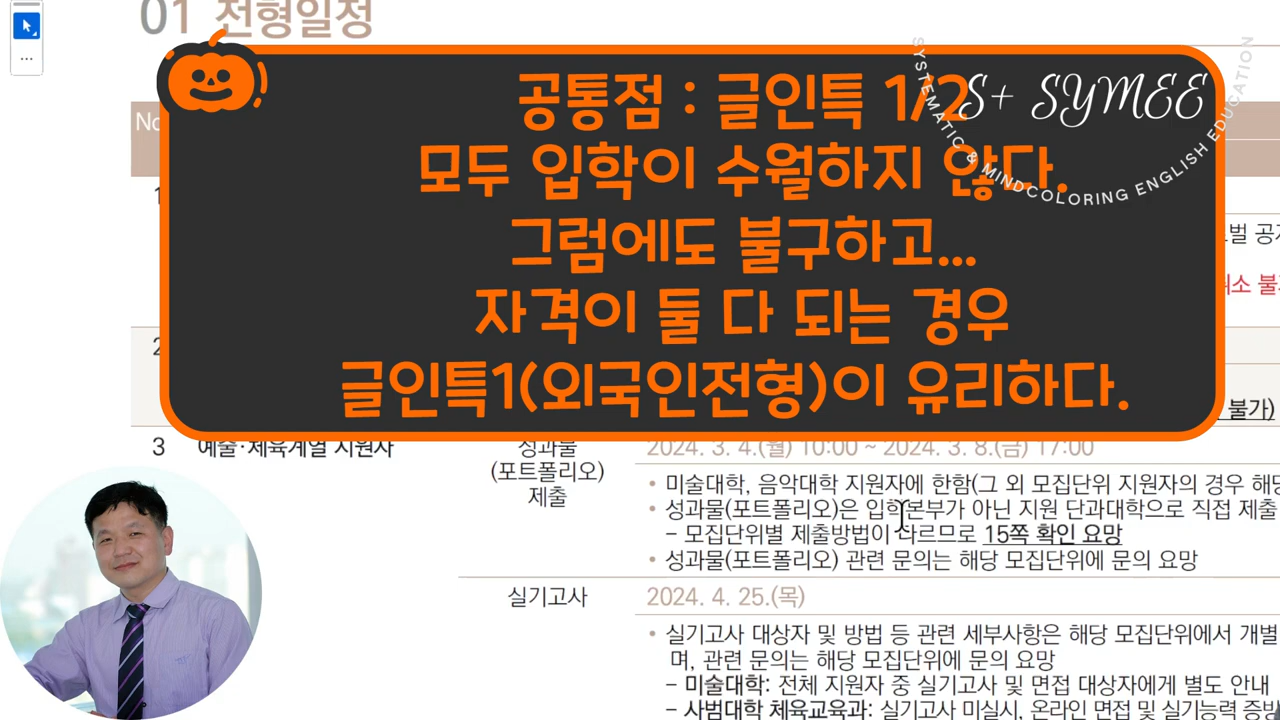 01 전형일정
S+ SYMEE
SYSTEMATIC & MINDCOLORING ENGLISH EDUCATION
공통점 : 글인특 1/2
모두 입학이 수월하지 않다.
그럼에도 불구하고...
자격이 둘 다 되는 경우
글인특1(외국인전형)이 유리하다.
No
1
2
불가)
3 예술·체육계열 지원자
성과물
(포트폴리오)
제출
2024. 3. 4.(월) 10:00 ~ 2024. 3. 8.(금) 17:00
• 미술대학, 음악대학 지원자에 한함(그 외 모집단위 지원자의 경우 해당
• 성과물(포트폴리오)은 입학본부가 아닌 지원 단과대학으로 직접 제출
– 모집단위별 제출방법이 다르므로 15쪽 확인 요망
• 성과물(포트폴리오) 관련 문의는 해당 모집단위에 문의 요망
실기고사
2024. 4. 25.(목)
• 실기고사 대상자 및 방법 등 관련 세부사항은 해당 모집단위에서 개별
며, 관련 문의는 해당 모집단위에 문의 요망
– 미술대학: 전체 지원자 중 실기고사 및 면접 대상자에게 별도 안내
– 사범대학 체육교육과: 실기고사 미실시, 온라인 면접 및 실기능력 증빙